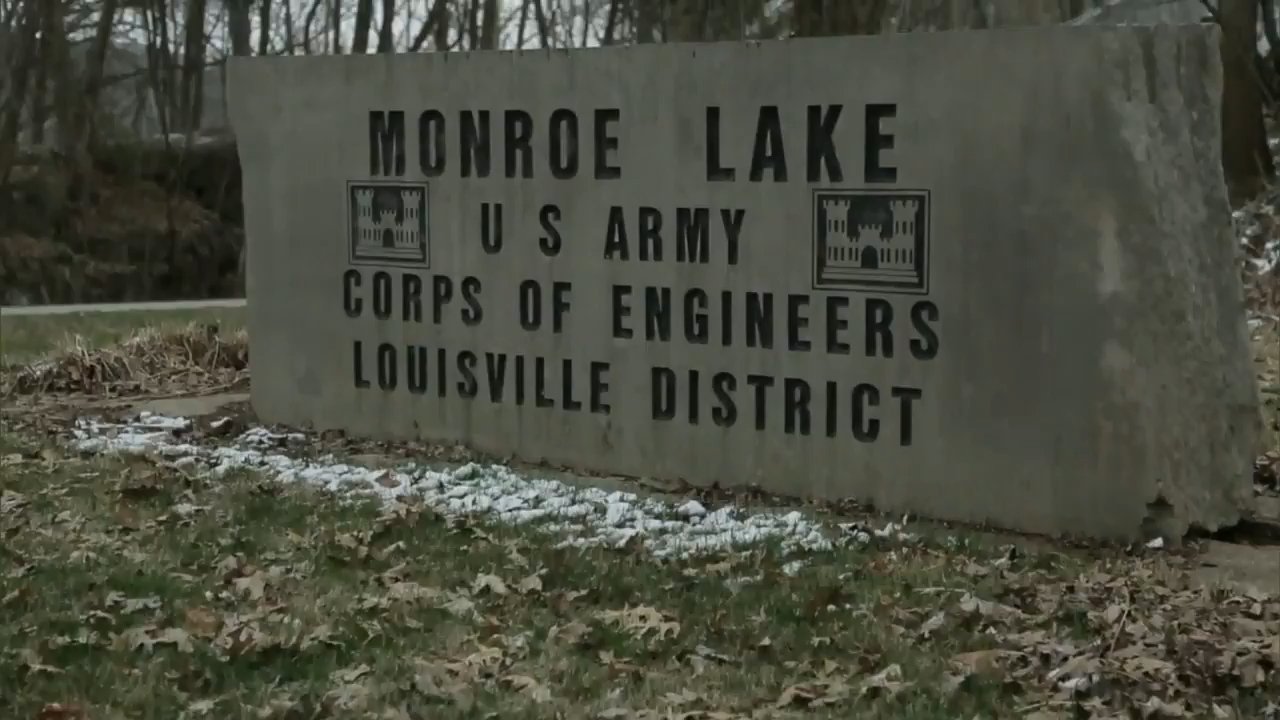 MONROE LAKE
U S ARMY
CORPS OF ENGINEERS
LOUISVILLE DISTRICT